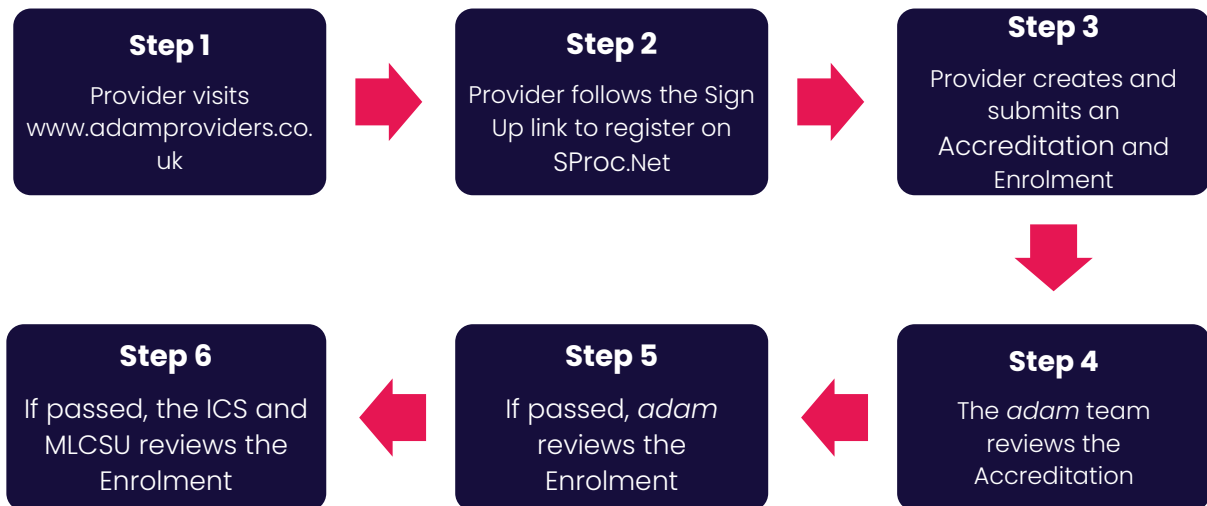 Step 1
Provider visits
www.adamproviders.co.
uk
Step 2
Provider follows the Sign
Up link to register on
SProc.Net
Step 3
Provider creates and
submits an
Accreditation and
Enrolment
Step 4
The adam team
reviews the
Accreditation
Step 5
If passed, adam
reviews the
Enrolment
Step 6
If passed, the ICS and
MLCSU reviews the
Enrolment